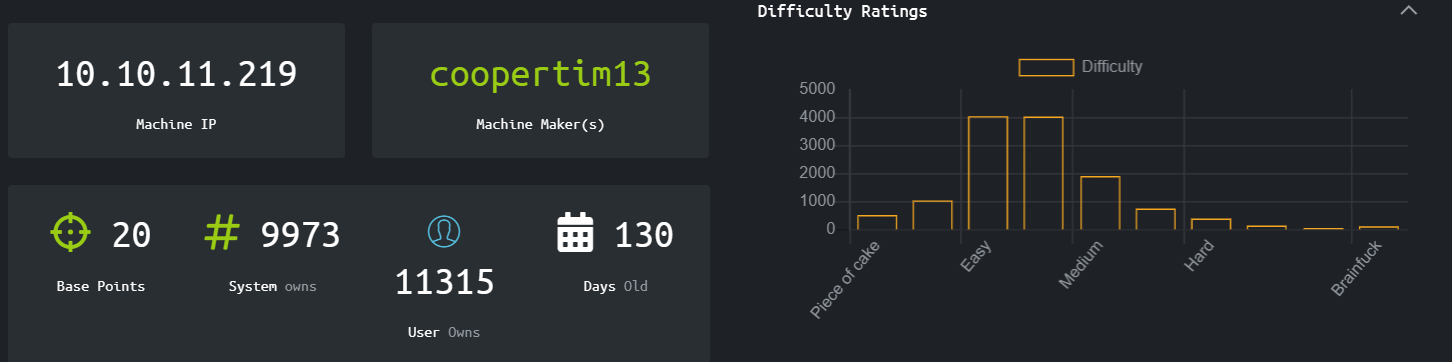 10.10.11.219
Machine IP
coopertim13
Machine Maker(s)
20
Base Points
# 9973
System owns
11315
User Owns
130
Days Old
Difficulty Ratings
Difficulty
5000
4000
3000
2000
1000
0
Piece of cake
Easy
Medium
Hard
Brainfuck